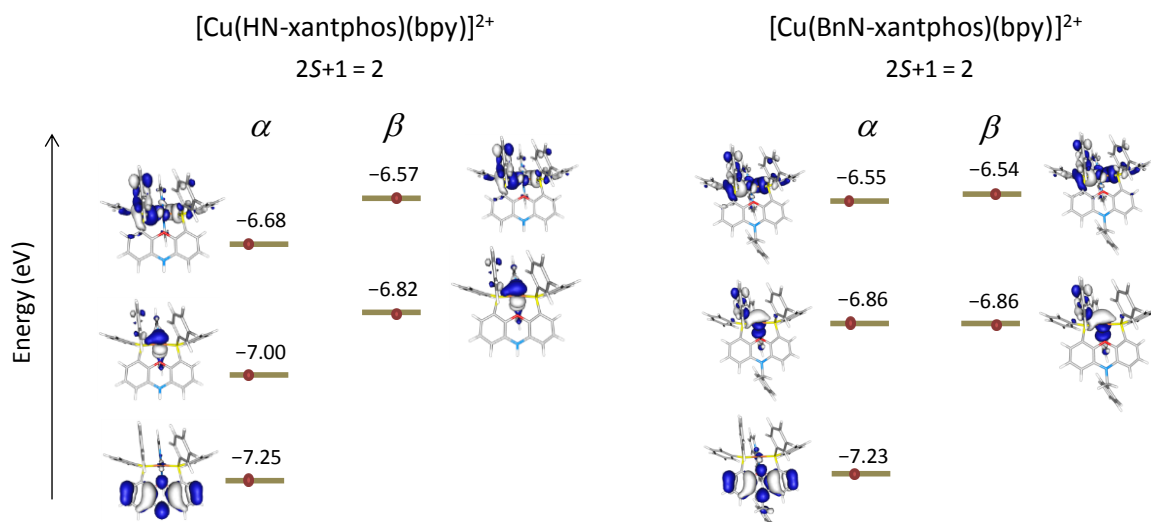 [Cu(HN-xantphos)(bpy)]²⁺
2S+1 = 2
α
β
−6.57
−6.68
−6.82
−7.00
−7.25
[Cu(BnN-xantphos)(bpy)]²⁺
2S+1 = 2
α
β
−6.55
−6.54
−6.86
−6.86
−7.23
Energy (eV)